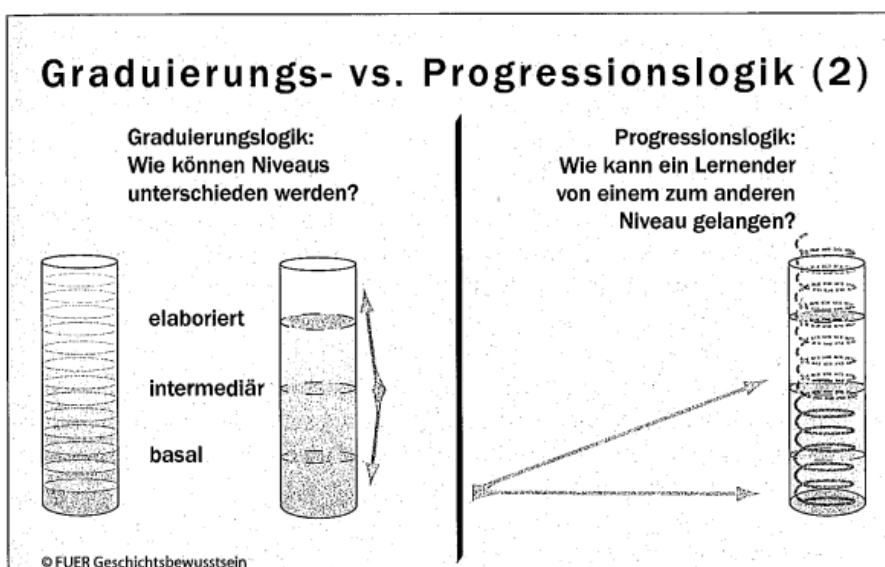 Graduierungs- vs. Progressionslogik (2)
Graduierungslogik:
Wie können Niveaus
unterschieden werden?
elaboriert
intermediär
basal
Progressionslogik:
Wie kann ein Lernender
von einem zum anderen
Niveau gelangen?
© FUER Geschichtsbewusstsein